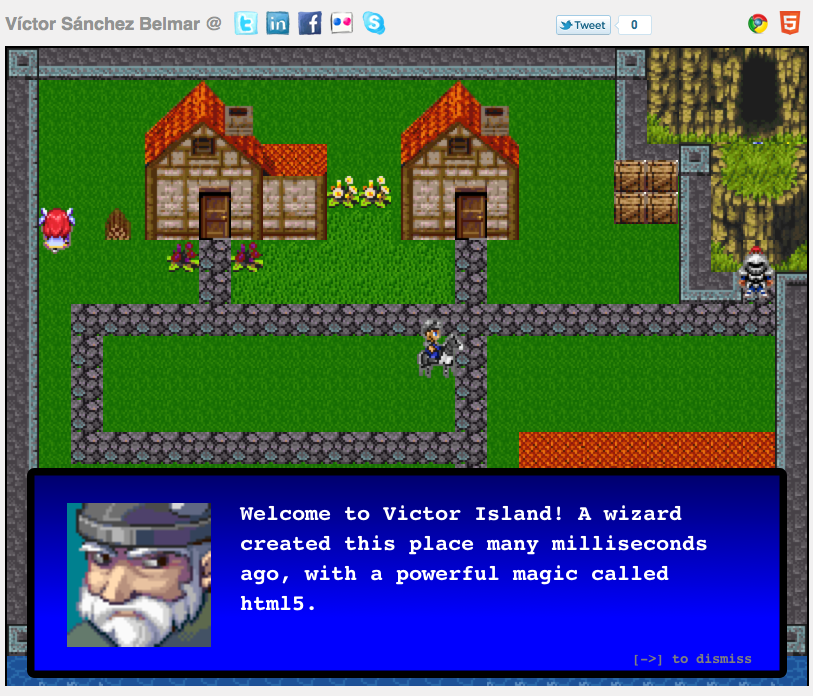 Víctor Sánchez Belmar @
Tweet 0
Welcome to Victor Island! A wizard
created this place many milliseconds
ago, with a powerful magic called
html5.
[->] to dismiss